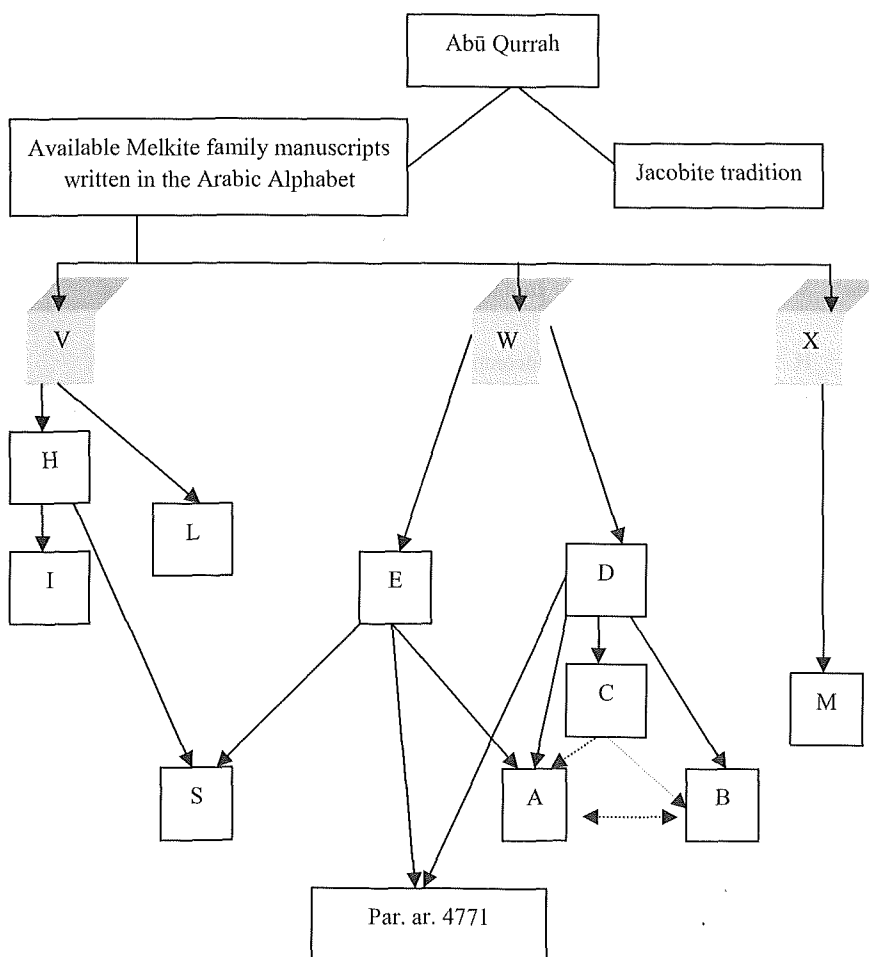 Abū Qurrah
Available Melkite family manuscripts
written in the Arabic Alphabet
Jacobite tradition
V
W
X
H
L
I
E
D
C
M
S
A
B
Par. ar. 4771